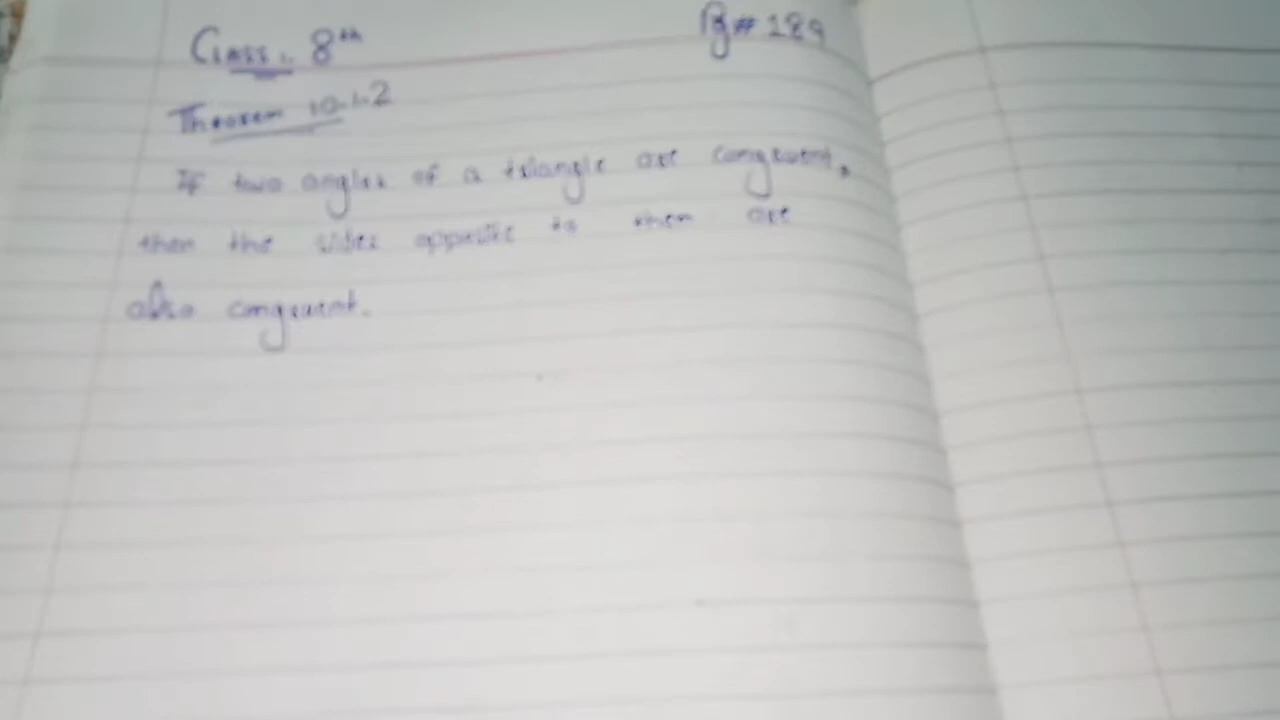 Class: 8th Pg# 189
Theorem 10.1.2
If two angles of a triangle are congruent,
then the sides opposite to them are
also congruent.